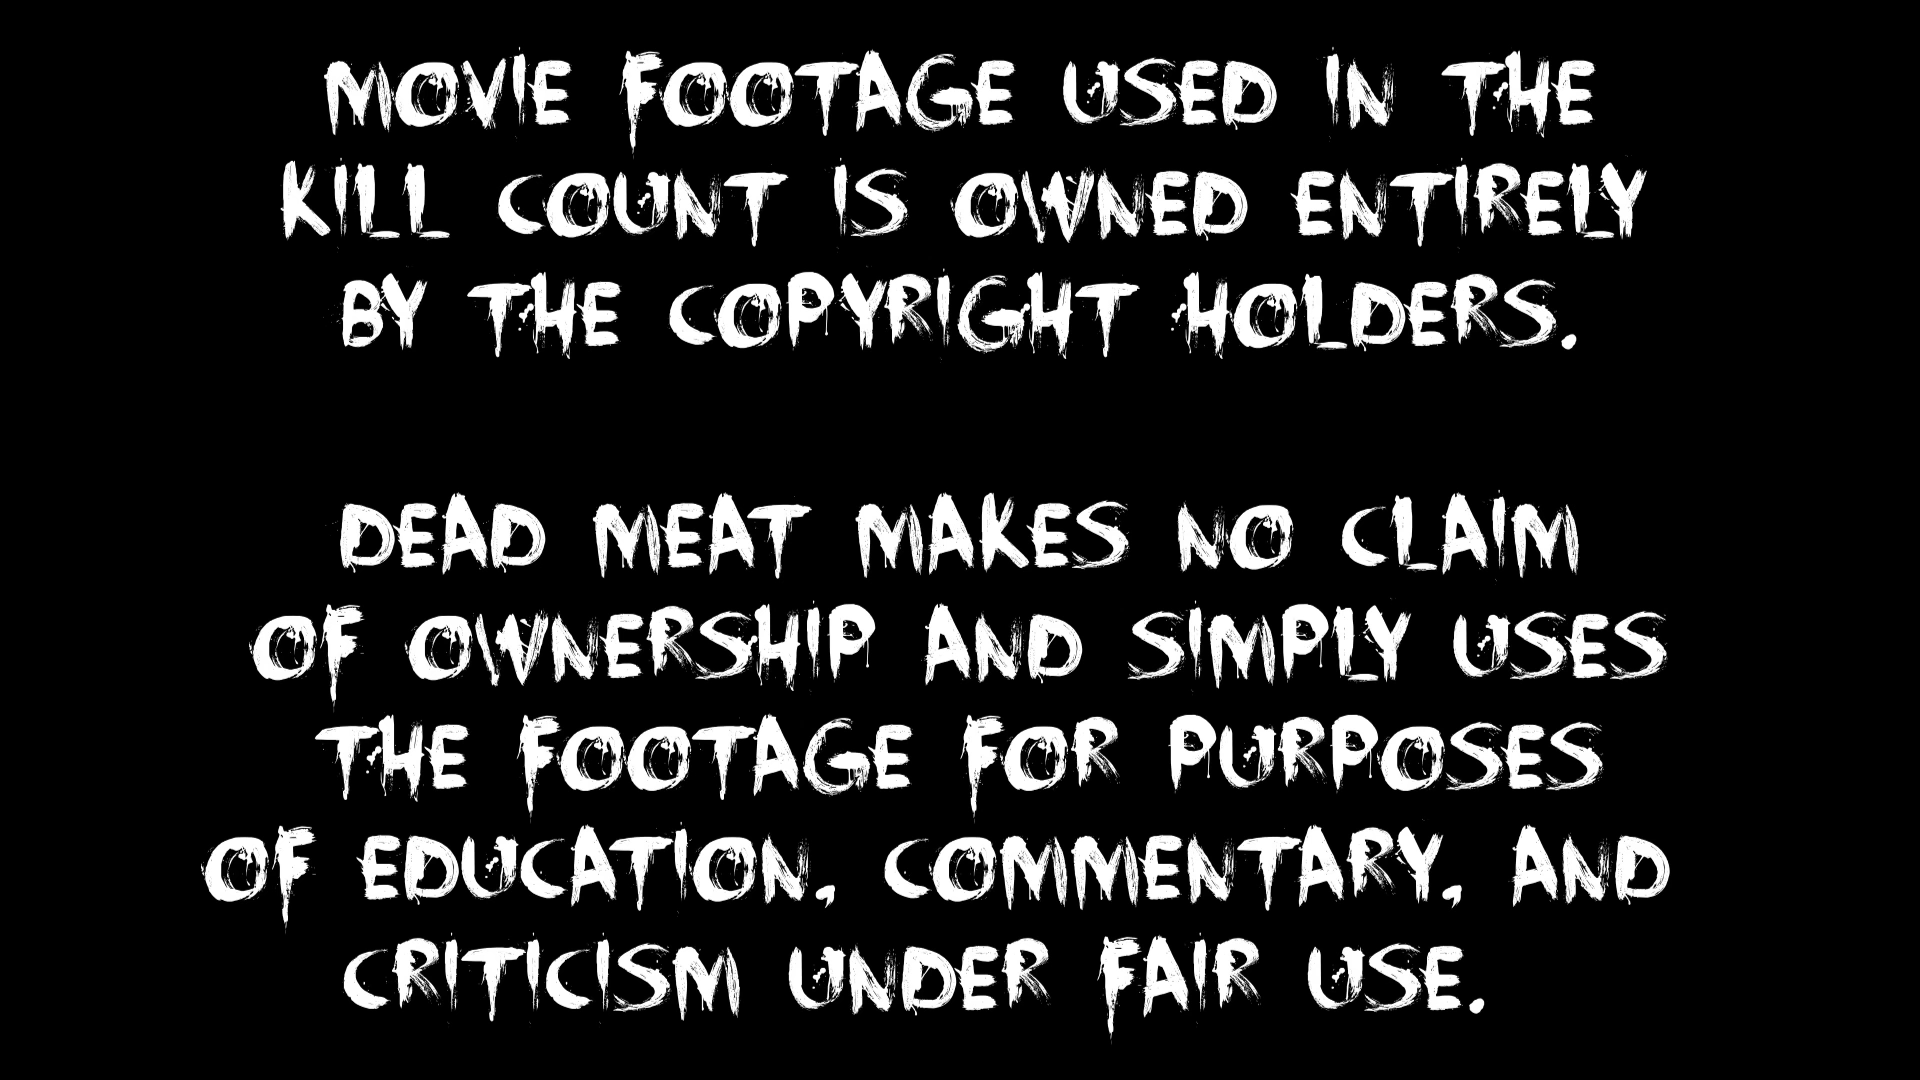 MOVIE FOOTAGE USED IN THE
KILL COUNT IS OWNED ENTIRELY
BY THE COPYRIGHT HOLDERS.
DEAD MEAT MAKES NO CLAIM
OF OWNERSHIP AND SIMPLY USES
THE FOOTAGE FOR PURPOSES
OF EDUCATION, COMMENTARY, AND
CRITICISM UNDER FAIR USE.